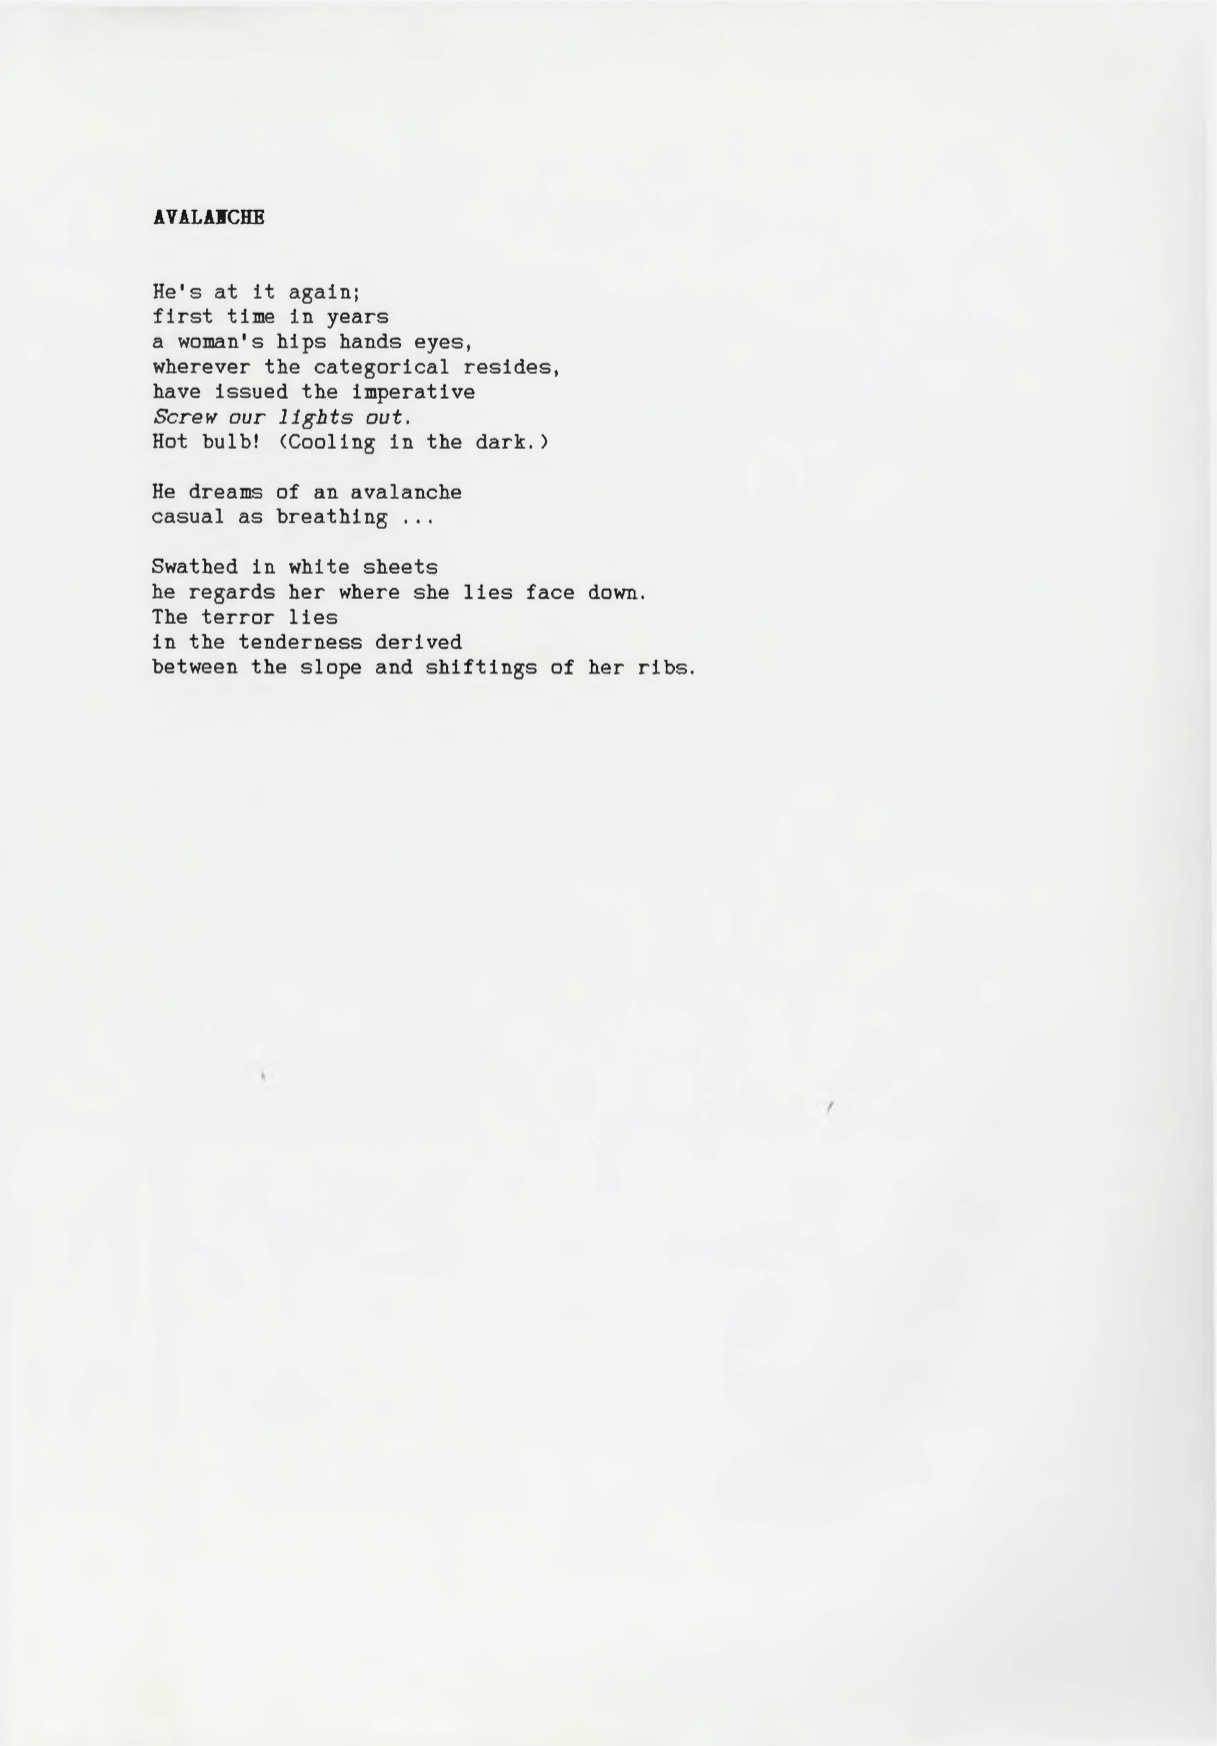 AVALANCHE
He's at it again;
first time in years
a woman's hips hands eyes,
wherever the categorical resides,
have issued the imperative
Screw our lights out.
Hot bulb! (Cooling in the dark.)
He dreams of an avalanche
casual as breathing ...
Swathed in white sheets
he regards her where she lies face down.
The terror lies
in the tenderness derived
between the slope and shiftings of her ribs.